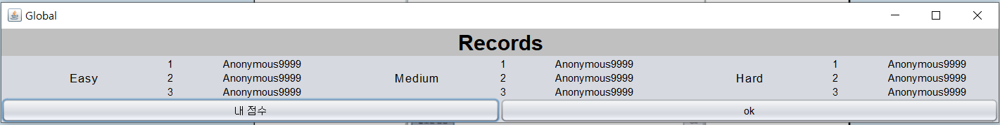 Global
Records
1 Anonymous9999 1 Anonymous9999 1 Anonymous9999
Easy 2 Anonymous9999 Medium 2 Anonymous9999 Hard 2 Anonymous9999
3 Anonymous9999 3 Anonymous9999 3 Anonymous9999
내 점수 ok